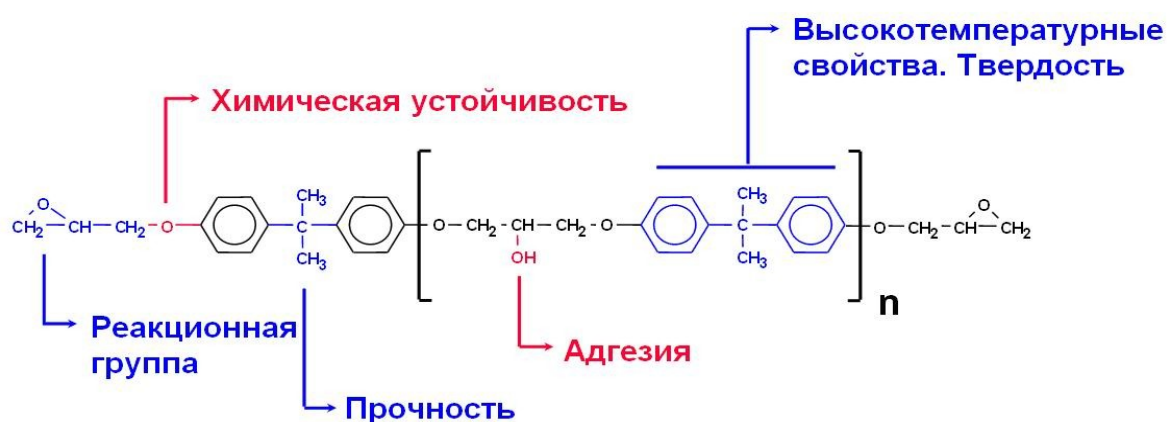 Высокотемпературные
свойства. Твердость
Химическая устойчивость
O
CH₂
CH
CH₂
O
CH₃
CH₃
O
CH₂
CH₂
O
OH
CH₃
CH₃
O
CH₂
CH
O
CH₂
n
Реакционная
группа
Адгезия
Прочность